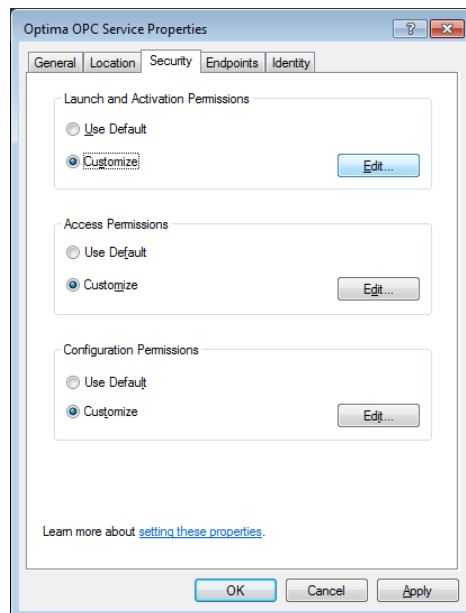 Optima OPC Service Properties
General Location Security Endpoints Identity
Launch and Activation Permissions
Use Default
Customize
Edit...
Access Permissions
Use Default
Customize
Edit...
Configuration Permissions
Use Default
Customize
Edit...
Learn more about setting these properties.
OK Cancel Apply